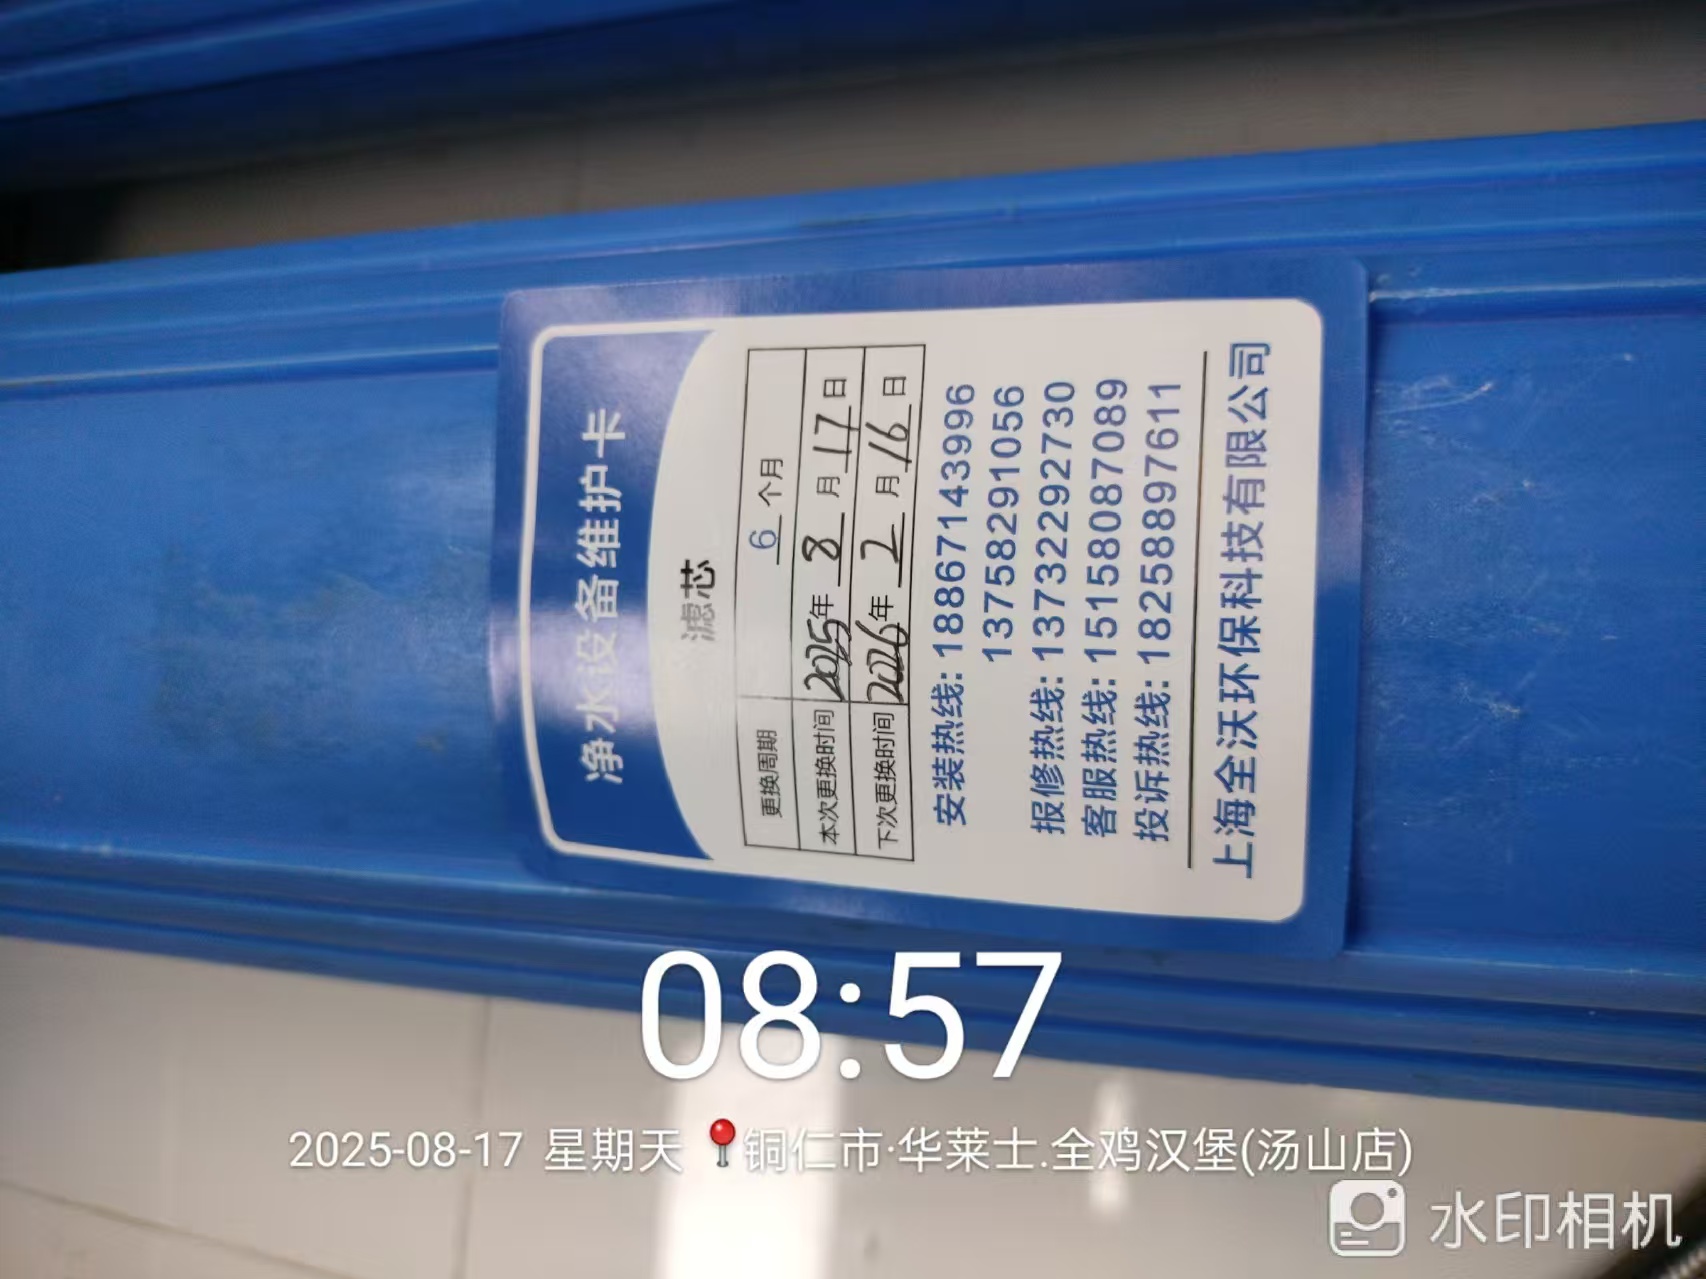 净水设备维护卡
滤芯
更换周期 6 个月
本次更换时间 2025年 8 月 17 日
下次更换时间 2026年 2 月 16 日
安装热线: 18867143996
13758291056
报修热线: 13732292730
客服热线: 15158087089
投诉热线: 18258897611
上海全沃环保科技有限公司
08:57
2025-08-17 星期天 铜仁市·华莱士.全鸡汉堡(汤山店)
水印相机